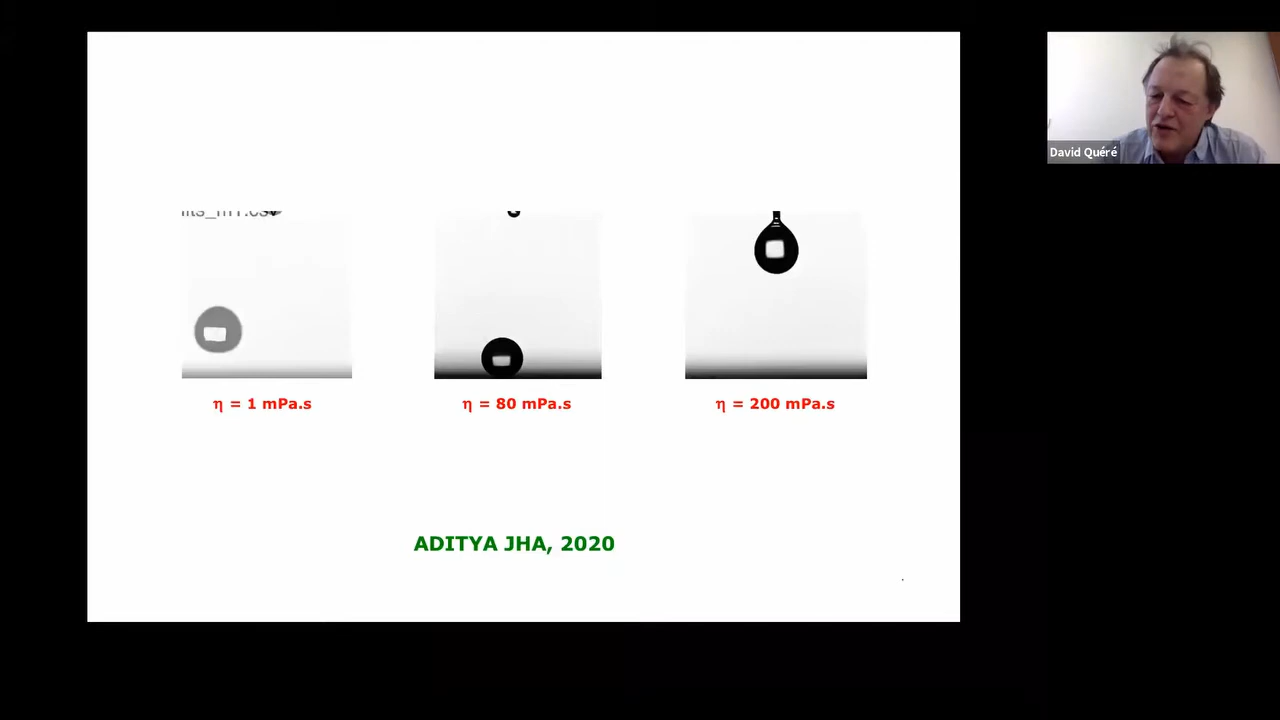 David Quéré
η = 1 mPa.s
η = 80 mPa.s
η = 200 mPa.s
ADITYA JHA, 2020